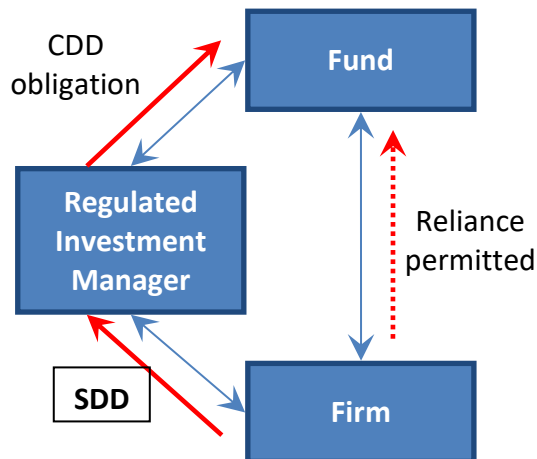 CDD
obligation
Fund
Regulated
Investment
Manager
Reliance
permitted
SDD
Firm